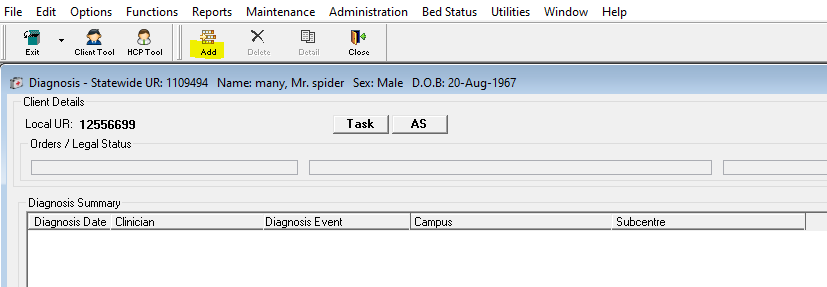 File Edit Options Functions Reports Maintenance Administration Bed Status Utilities Window Help
Exit Client Tool HCP Tool Add Delete Detail Close
Diagnosis - Statewide UR: 1109494 Name: many, Mr. spider Sex: Male D.O.B: 20-Aug-1967
Client Details
Local UR: 12556699 Task AS
Orders / Legal Status
Diagnosis Summary
Diagnosis Date Clinician Diagnosis Event Campus Subcentre